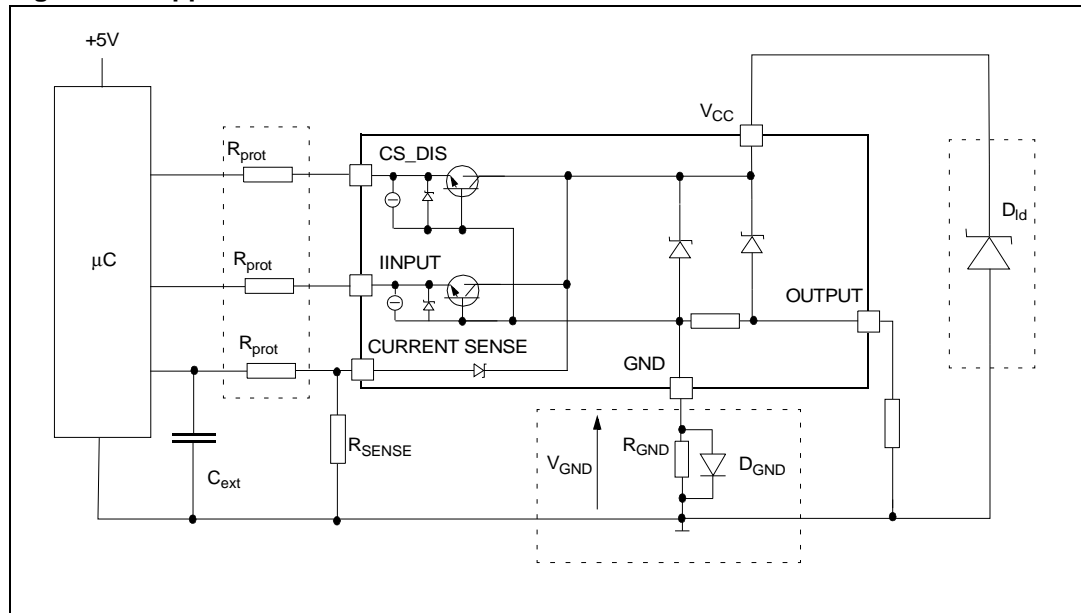 +5V
V_CC
R_prot
CS_DIS
D_ld
μC
R_prot
IINPUT
OUTPUT
R_prot
CURRENT SENSE
GND
R_SENSE
R_GND
V_GND
D_GND
C_ext